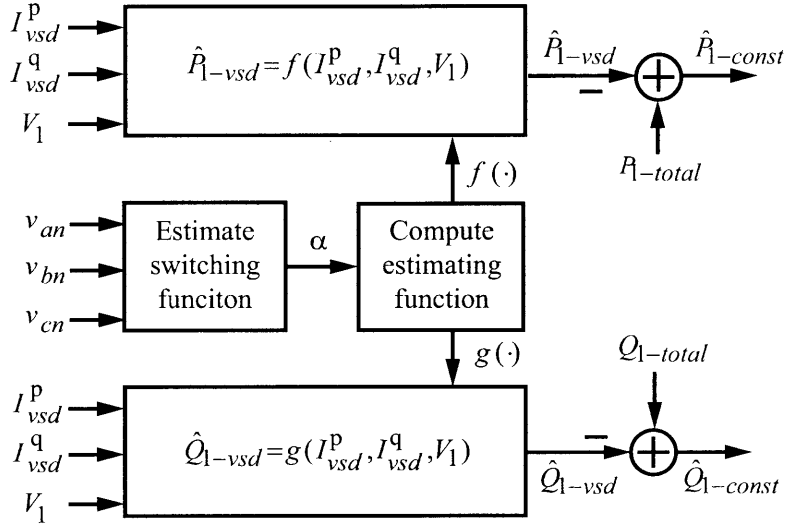 I^p_vsd
I^q_vsd
V_1
P̂_1−vsd = f(I^p_vsd, I^q_vsd, V_1)
P̂_1−vsd
−
+
P̂_1−const
P_1−total
f(·)
v_an
v_bn
v_cn
Estimate
switching
funciton
α
Compute
estimating
function
g(·)
Q_1−total
I^p_vsd
I^q_vsd
V_1
Q̂_1−vsd = g(I^p_vsd, I^q_vsd, V_1)
−
+
Q̂_1−vsd
Q̂_1−const